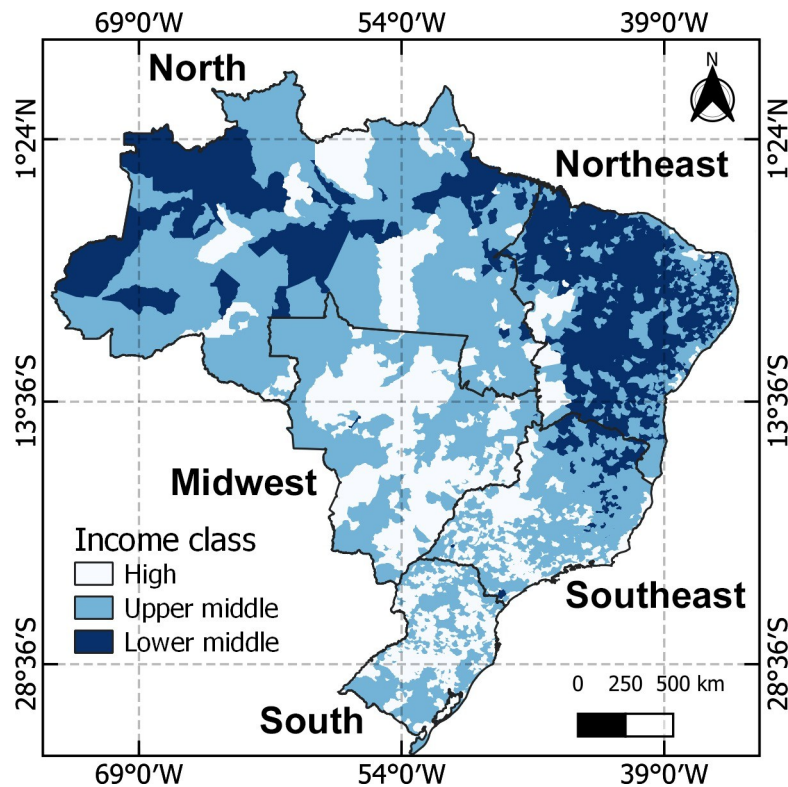 69°0′W 54°0′W 39°0′W
North
N
1°24′N 1°24′N
Northeast
13°36′S 13°36′S
Midwest
Income class
High
Upper middle
Lower middle
Southeast
28°36′S 28°36′S
0 250 500 km
South
69°0′W 54°0′W 39°0′W